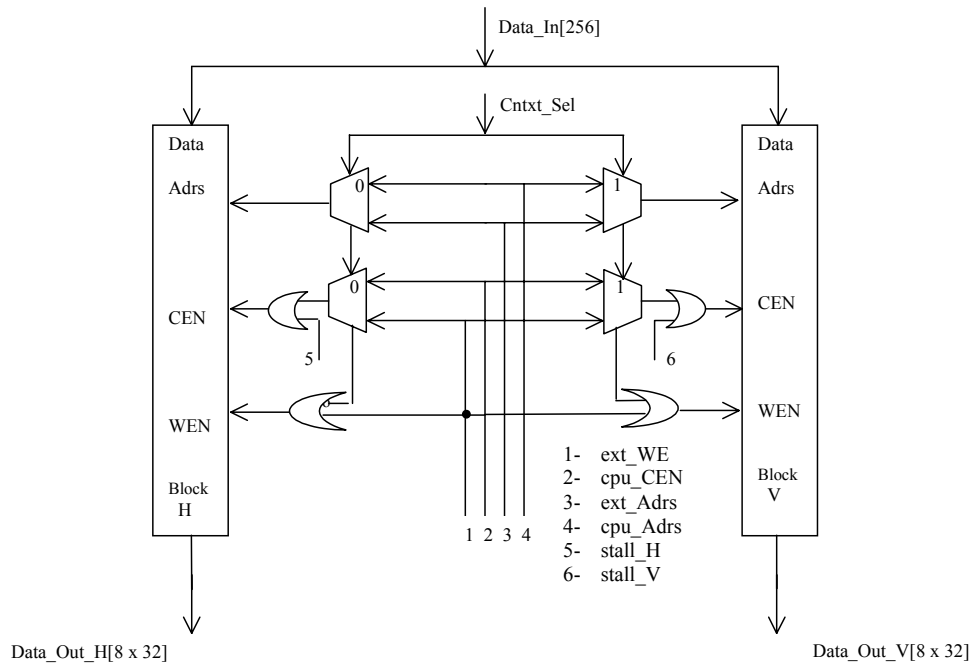 Data_In[256]
Cntxt_Sel
Data
Data
Adrs
0
1
Adrs
CEN
0
1
CEN
5
6
WEN
WEN
1- ext_WE
2- cpu_CEN
3- ext_Adrs
4- cpu_Adrs
5- stall_H
6- stall_V
Block
H
Block
V
1 2 3 4
Data_Out_H[8 x 32]
Data_Out_V[8 x 32]